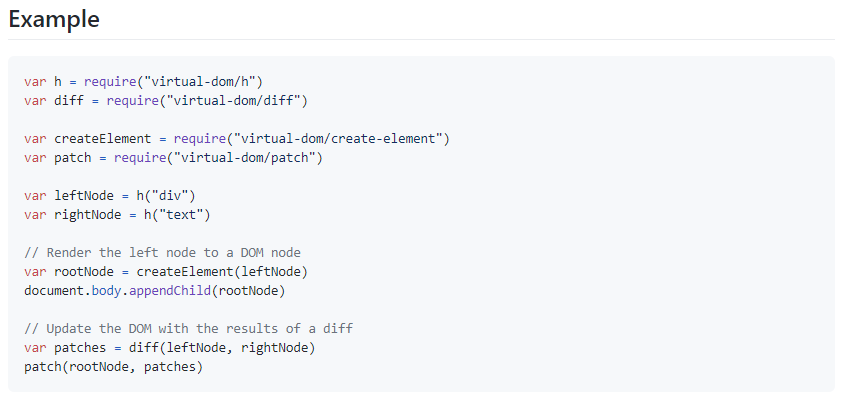 Example
var h = require("virtual-dom/h")
var diff = require("virtual-dom/diff")
var createElement = require("virtual-dom/create-element")
var patch = require("virtual-dom/patch")
var leftNode = h("div")
var rightNode = h("text")
// Render the left node to a DOM node
var rootNode = createElement(leftNode)
document.body.appendChild(rootNode)
// Update the DOM with the results of a diff
var patches = diff(leftNode, rightNode)
patch(rootNode, patches)